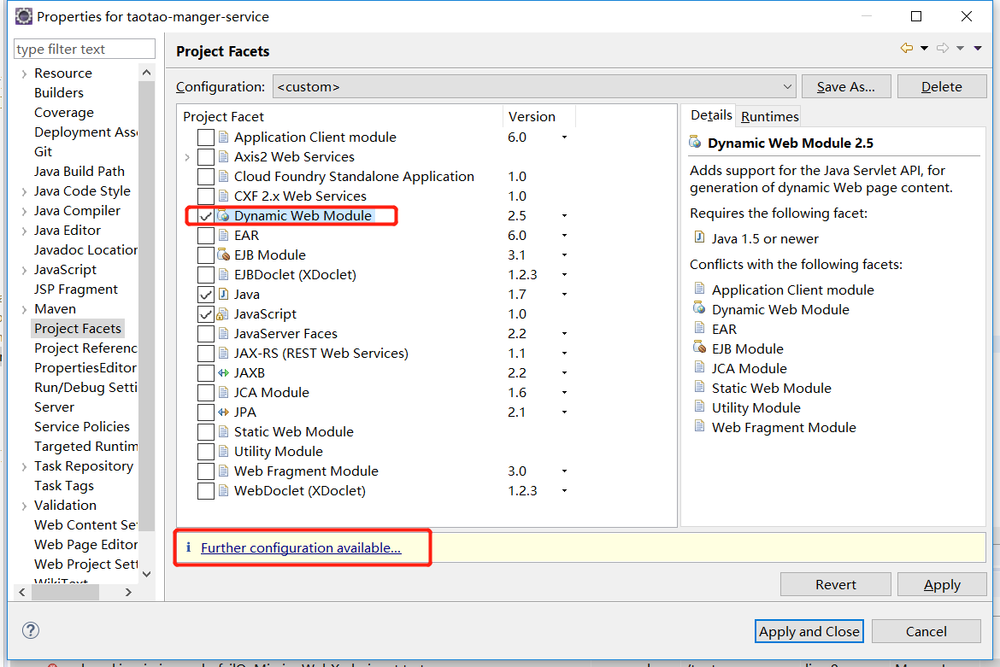 Properties for taotao-manger-service
type filter text
Resource
Builders
Coverage
Deployment Ass
Git
Java Build Path
Java Code Style
Java Compiler
Java Editor
Javadoc Location
JavaScript
JSP Fragment
Maven
Project Facets
Project Referenc
PropertiesEditor
Run/Debug Setti
Server
Service Policies
Targeted Runtim
Task Repository
Task Tags
Validation
Web Content Set
Web Page Editor
Web Project Sett
WikiText
Project Facets
Configuration: <custom> Save As... Delete
Project Facet Version
Application Client module 6.0
Axis2 Web Services
Cloud Foundry Standalone Application 1.0
CXF 2.x Web Services 1.0
Dynamic Web Module 2.5
EAR 6.0
EJB Module 3.1
EJBDoclet (XDoclet) 1.2.3
Java 1.7
JavaScript 1.0
JavaServer Faces 2.2
JAX-RS (REST Web Services) 1.1
JAXB 2.2
JCA Module 1.6
JPA 2.1
Static Web Module
Utility Module
Web Fragment Module 3.0
WebDoclet (XDoclet) 1.2.3
Details Runtimes
Dynamic Web Module 2.5
Adds support for the Java Servlet API, for
generation of dynamic Web page content.
Requires the following facet:
Java 1.5 or newer
Conflicts with the following facets:
Application Client module
Dynamic Web Module
EAR
EJB Module
JCA Module
Static Web Module
Utility Module
Web Fragment Module
i Further configuration available...
Revert Apply
? Apply and Close Cancel